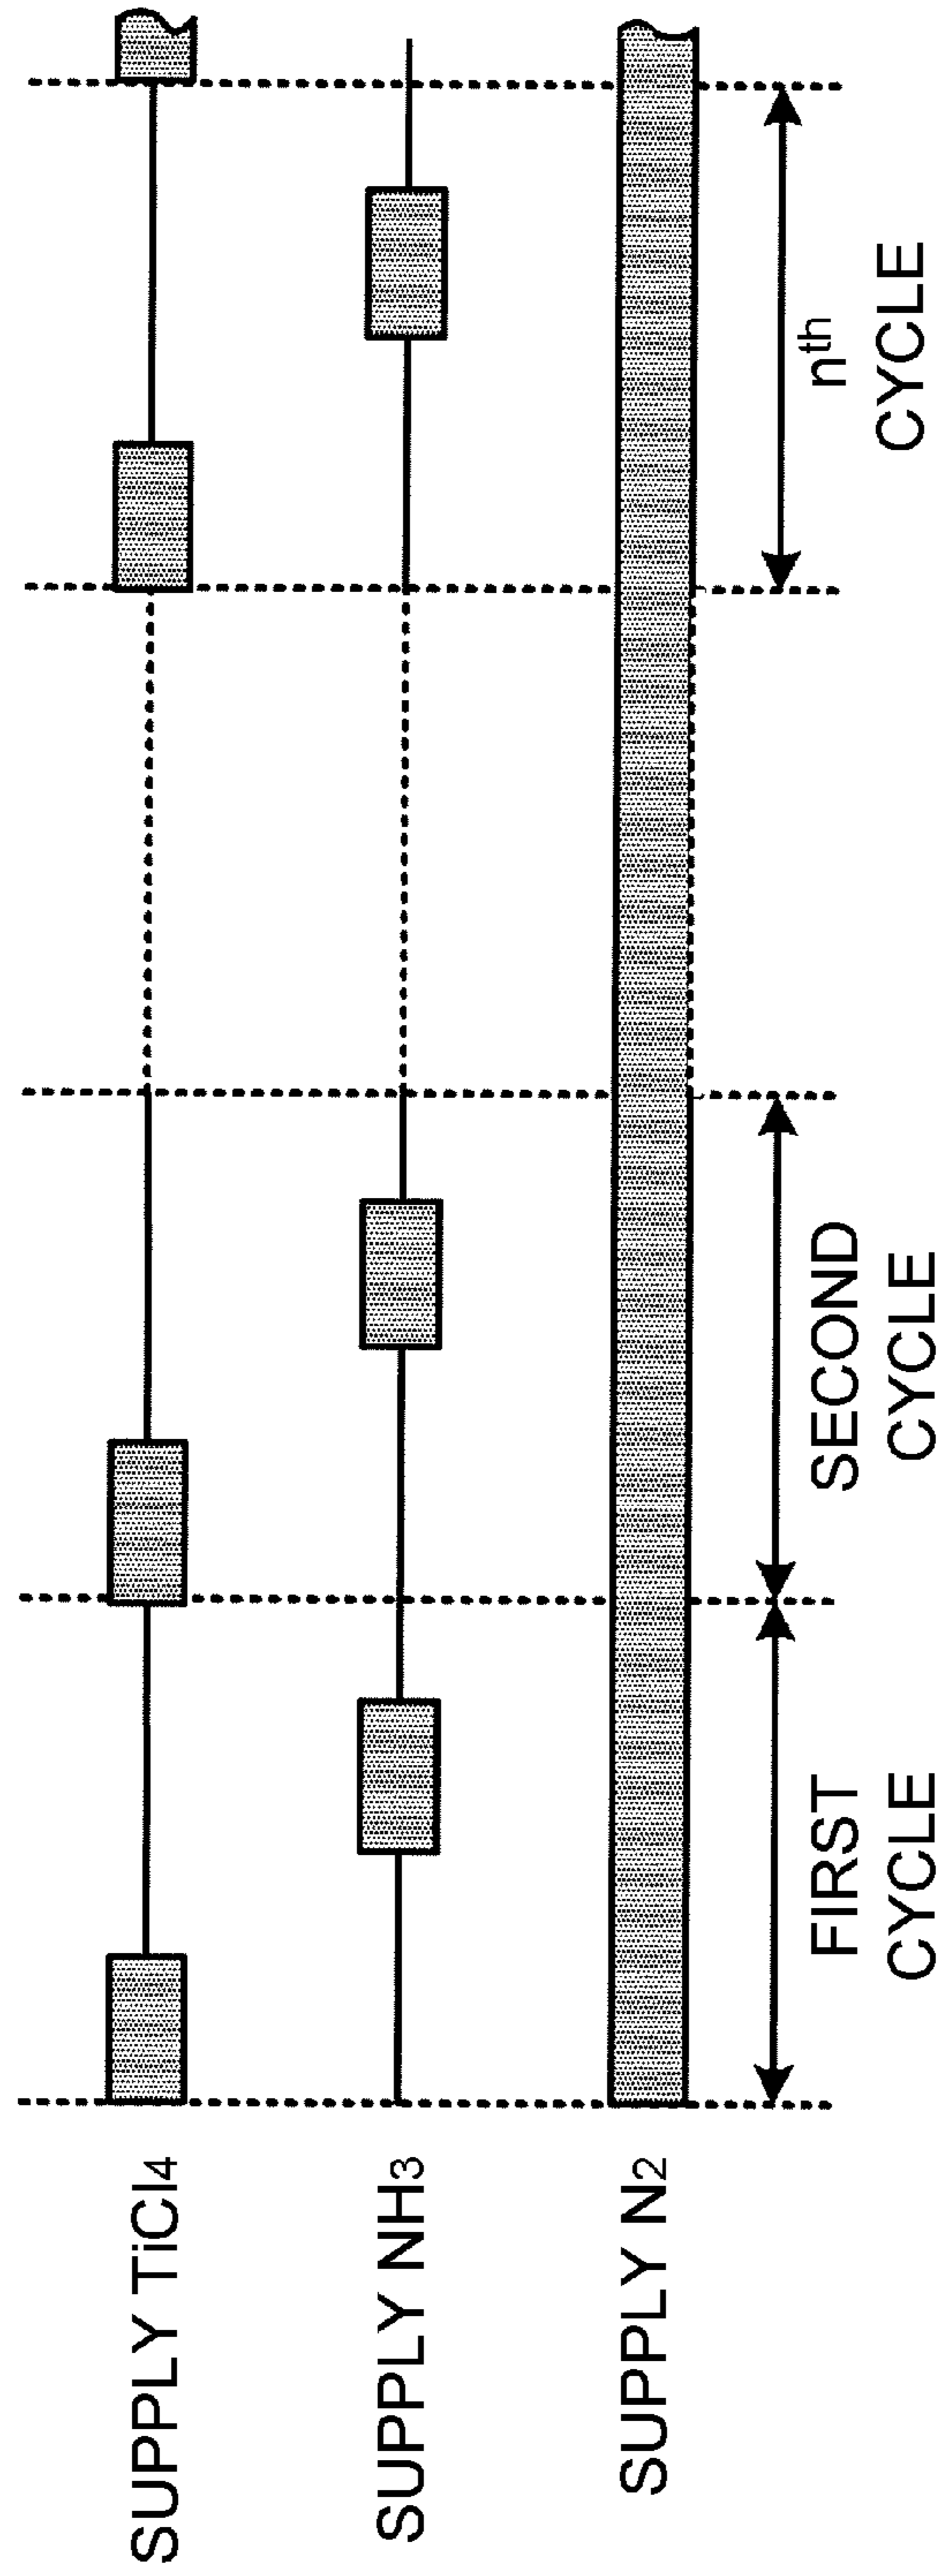 SUPPLY TiCl4
SUPPLY NH3
SUPPLY N2
FIRST
CYCLE
SECOND
CYCLE
nth
CYCLE